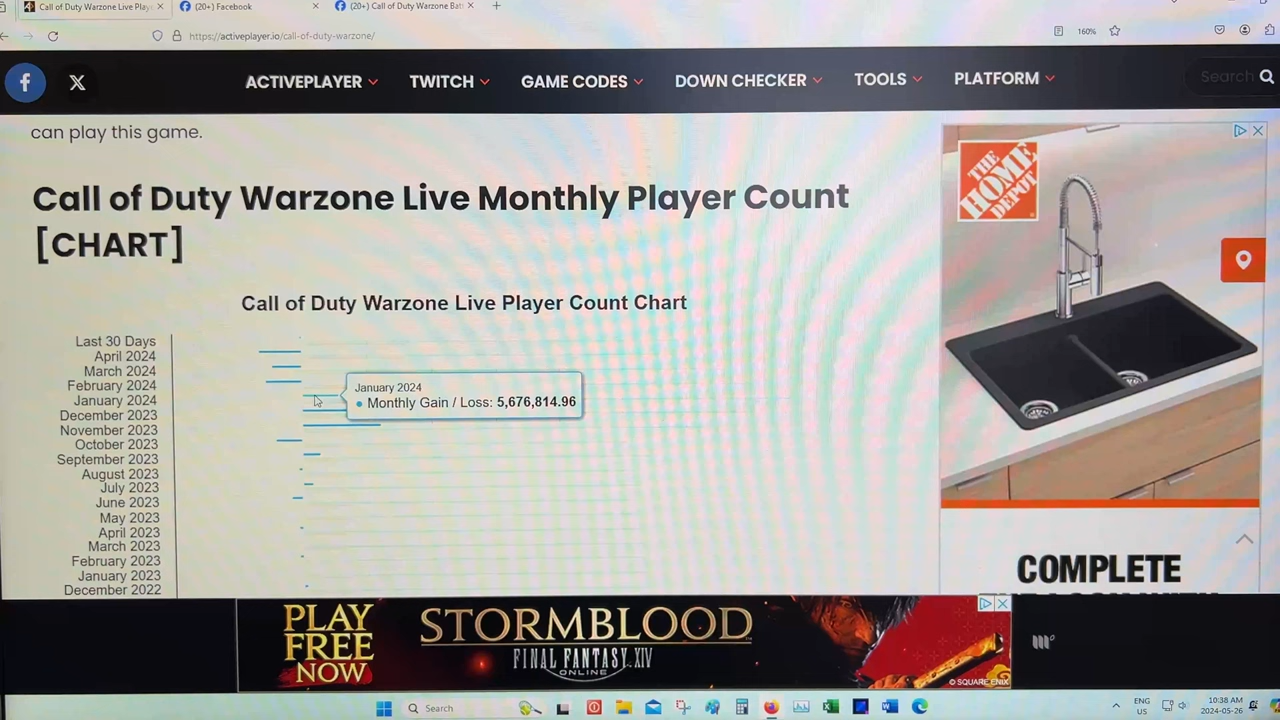 Call of Duty Warzone Live Play
(20+) Facebook
(20+) Call of Duty Warzone Bat
https://activeplayer.io/call-of-duty-warzone/
160%
f
X
ACTIVEPLAYER
TWITCH
GAME CODES
DOWN CHECKER
TOOLS
PLATFORM
Search
can play this game.
Call of Duty Warzone Live Monthly Player Count
[CHART]
Call of Duty Warzone Live Player Count Chart
Last 30 Days
April 2024
March 2024
February 2024
January 2024
December 2023
November 2023
October 2023
September 2023
August 2023
July 2023
June 2023
May 2023
April 2023
March 2023
February 2023
January 2023
December 2022
January 2024
Monthly Gain / Loss: 5,676,814.96
THE
HOME
DEPOT
COMPLETE
PLAY
FREE
NOW
STORMBLOOD
FINAL FANTASY XIV
ONLINE
© SQUARE ENIX
Search
ENG
US
10:38 AM
2024-05-26